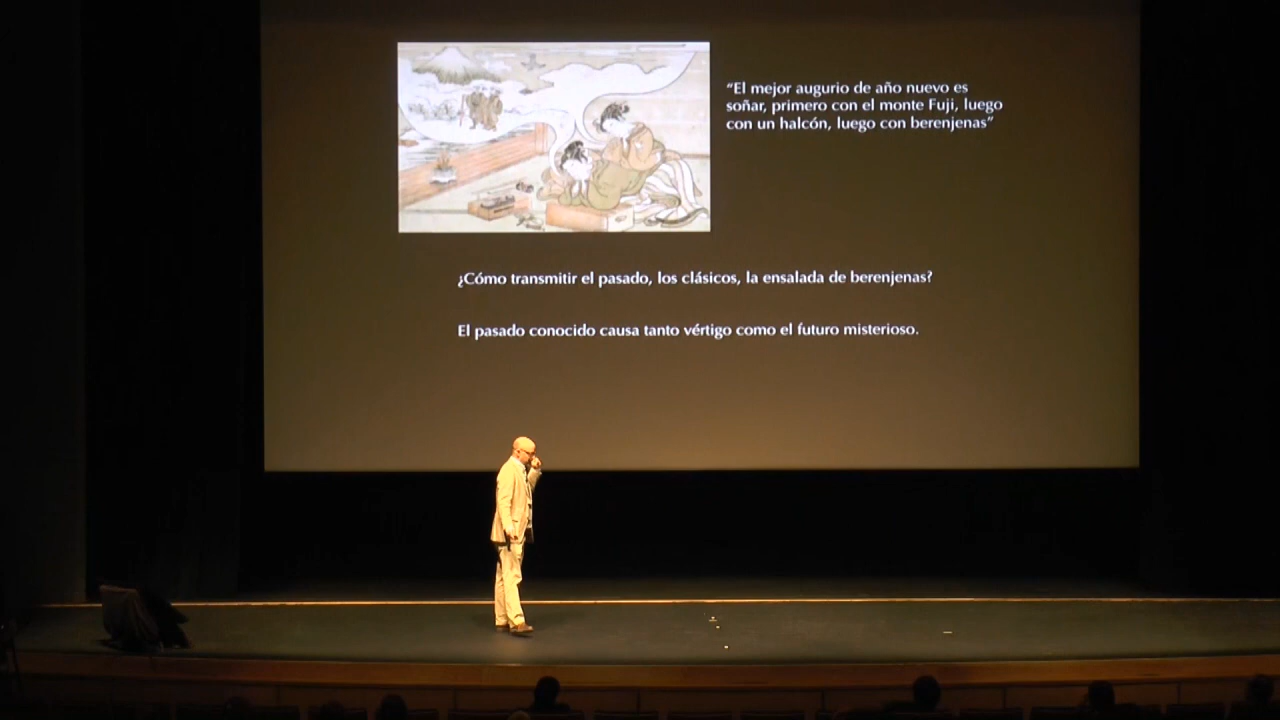 “El mejor augurio de año nuevo es
soñar, primero con el monte Fuji, luego
con un halcón, luego con berenjenas”
¿Cómo transmitir el pasado, los clásicos, la ensalada de berenjenas?
El pasado conocido causa tanto vértigo como el futuro misterioso.